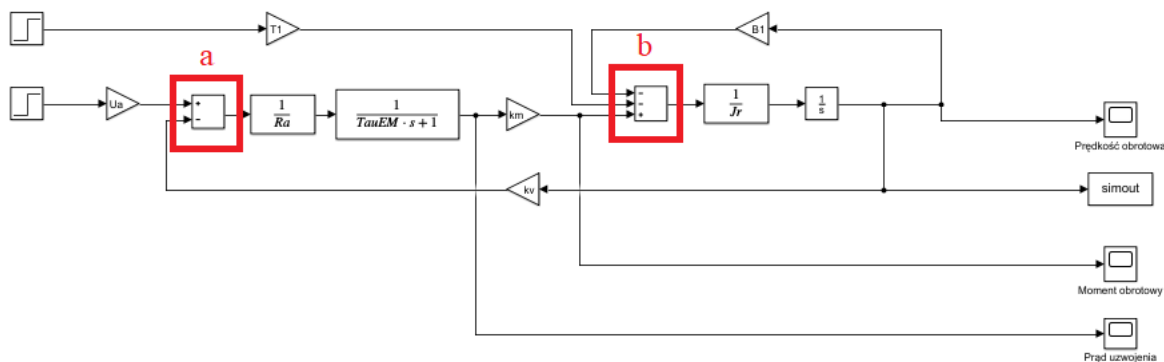 T1
B1
a
b
Ua
+
−
1
Ra
1
TauEM · s + 1
km
−
−
+
1
Jr
1
s
Prędkość obrotowa
kv
simout
Moment obrotowy
Prąd uzwojenia